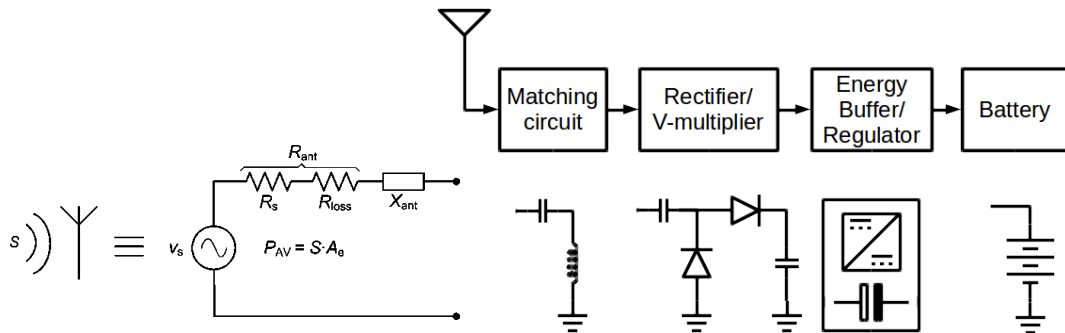 Matching
circuit
Rectifier/
V-multiplier
Energy
Buffer/
Regulator
Battery
R_ant
R_s
R_loss
X_ant
S
v_s
P_AV = S·A_e